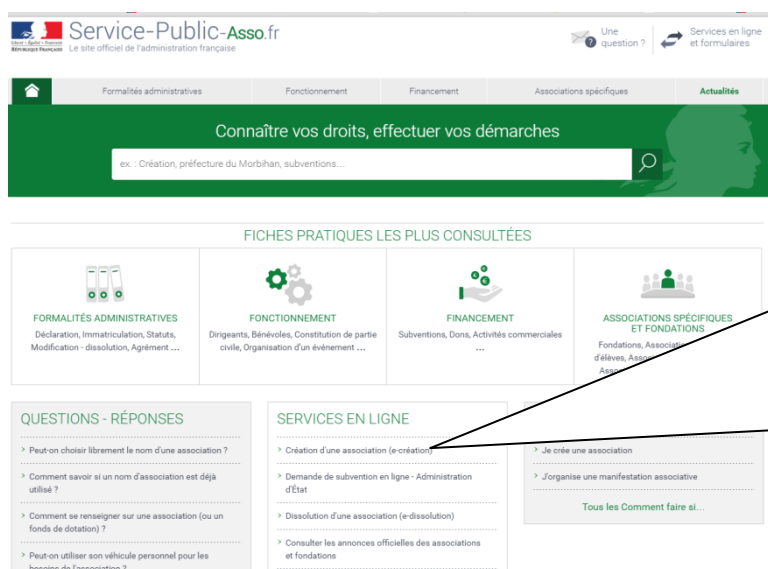 Service-Public-Asso.fr
Le site officiel de l'administration française
Liberté • Égalité • Fraternité
RÉPUBLIQUE FRANÇAISE
Une
question ?
Services en ligne
et formulaires
Formalités administratives
Fonctionnement
Financement
Associations spécifiques
Actualités
Connaître vos droits, effectuer vos démarches
ex. : Création, préfecture du Morbihan, subventions...
FICHES PRATIQUES LES PLUS CONSULTÉES
FORMALITÉS ADMINISTRATIVES
Déclaration, Immatriculation, Statuts,
Modification - dissolution, Agrément ...
FONCTIONNEMENT
Dirigeants, Bénévoles, Constitution de partie
civile, Organisation d'un événement ...
FINANCEMENT
Subventions, Dons, Activités commerciales
...
ASSOCIATIONS SPÉCIFIQUES
ET FONDATIONS
Fondations,
d'élèves,
QUESTIONS - RÉPONSES
> Peut-on choisir librement le nom d'une association ?
> Comment savoir si un nom d'association est déjà
utilisé ?
> Comment se renseigner sur une association (ou un
fonds de dotation) ?
> Peut-on utiliser son véhicule personnel pour les
besoins de l'association ?
SERVICES EN LIGNE
> Création d'une association (e-création)
> Demande de subvention en ligne - Administration
d'État
> Dissolution d'une association (e-dissolution)
> Consulter les annonces officielles des associations
et fondations
> Je crée une association
> J'organise une manifestation associative
Tous les Comment faire si...